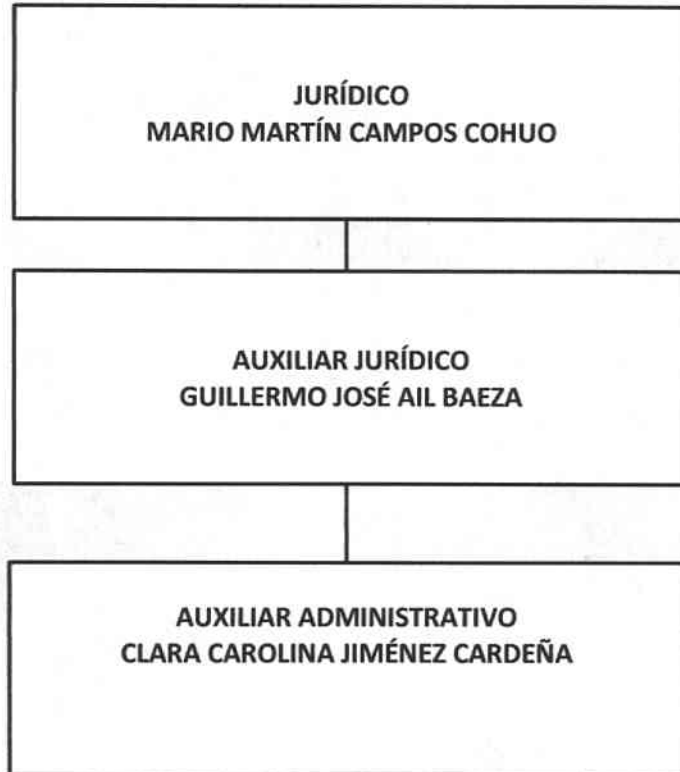 JURÍDICO
MARIO MARTÍN CAMPOS COHUO
AUXILIAR JURÍDICO
GUILLERMO JOSÉ AIL BAEZA
AUXILIAR ADMINISTRATIVO
CLARA CAROLINA JIMÉNEZ CARDEÑA